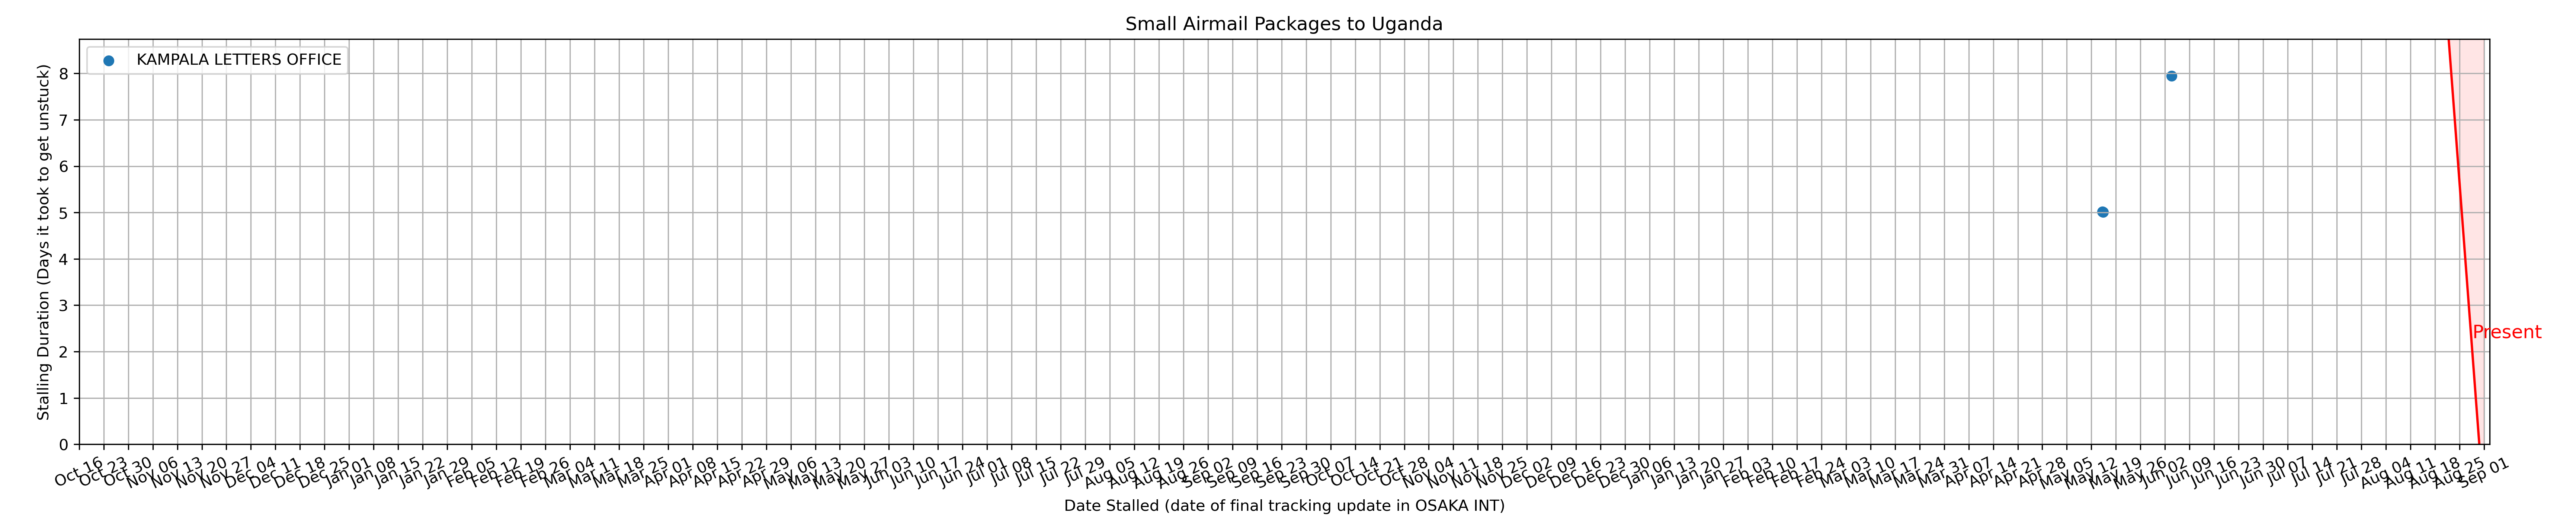 Small Airmail Packages to Uganda
KAMPALA LETTERS OFFICE
Stalling Duration (Days it took to get unstuck)
8
7
6
5
4
3
2
1
0
Present
Oct 16
Oct 23
Oct 30
Nov 06
Nov 13
Nov 20
Nov 27
Dec 04
Dec 11
Dec 18
Dec 25
Jan 01
Jan 08
Jan 15
Jan 22
Jan 29
Feb 05
Feb 12
Feb 19
Feb 26
Mar 04
Mar 11
Mar 18
Mar 25
Apr 01
Apr 08
Apr 15
Apr 22
Apr 29
May 06
May 13
May 20
May 27
Jun 03
Jun 10
Jun 17
Jun 24
Jul 01
Jul 08
Jul 15
Jul 22
Jul 29
Aug 05
Aug 12
Aug 19
Aug 26
Sep 02
Sep 09
Sep 16
Sep 23
Sep 30
Oct 07
Oct 14
Oct 21
Oct 28
Nov 04
Nov 11
Nov 18
Nov 25
Dec 02
Dec 09
Dec 16
Dec 23
Dec 30
Jan 06
Jan 13
Jan 20
Jan 27
Feb 03
Feb 10
Feb 17
Feb 24
Mar 03
Mar 10
Mar 17
Mar 24
Mar 31
Apr 07
Apr 14
Apr 21
Apr 28
May 05
May 12
May 19
May 26
Jun 02
Jun 09
Jun 16
Jun 23
Jun 30
Jul 07
Jul 14
Jul 21
Jul 28
Aug 04
Aug 11
Aug 18
Aug 25
Sep 01
Date Stalled (date of final tracking update in OSAKA INT)